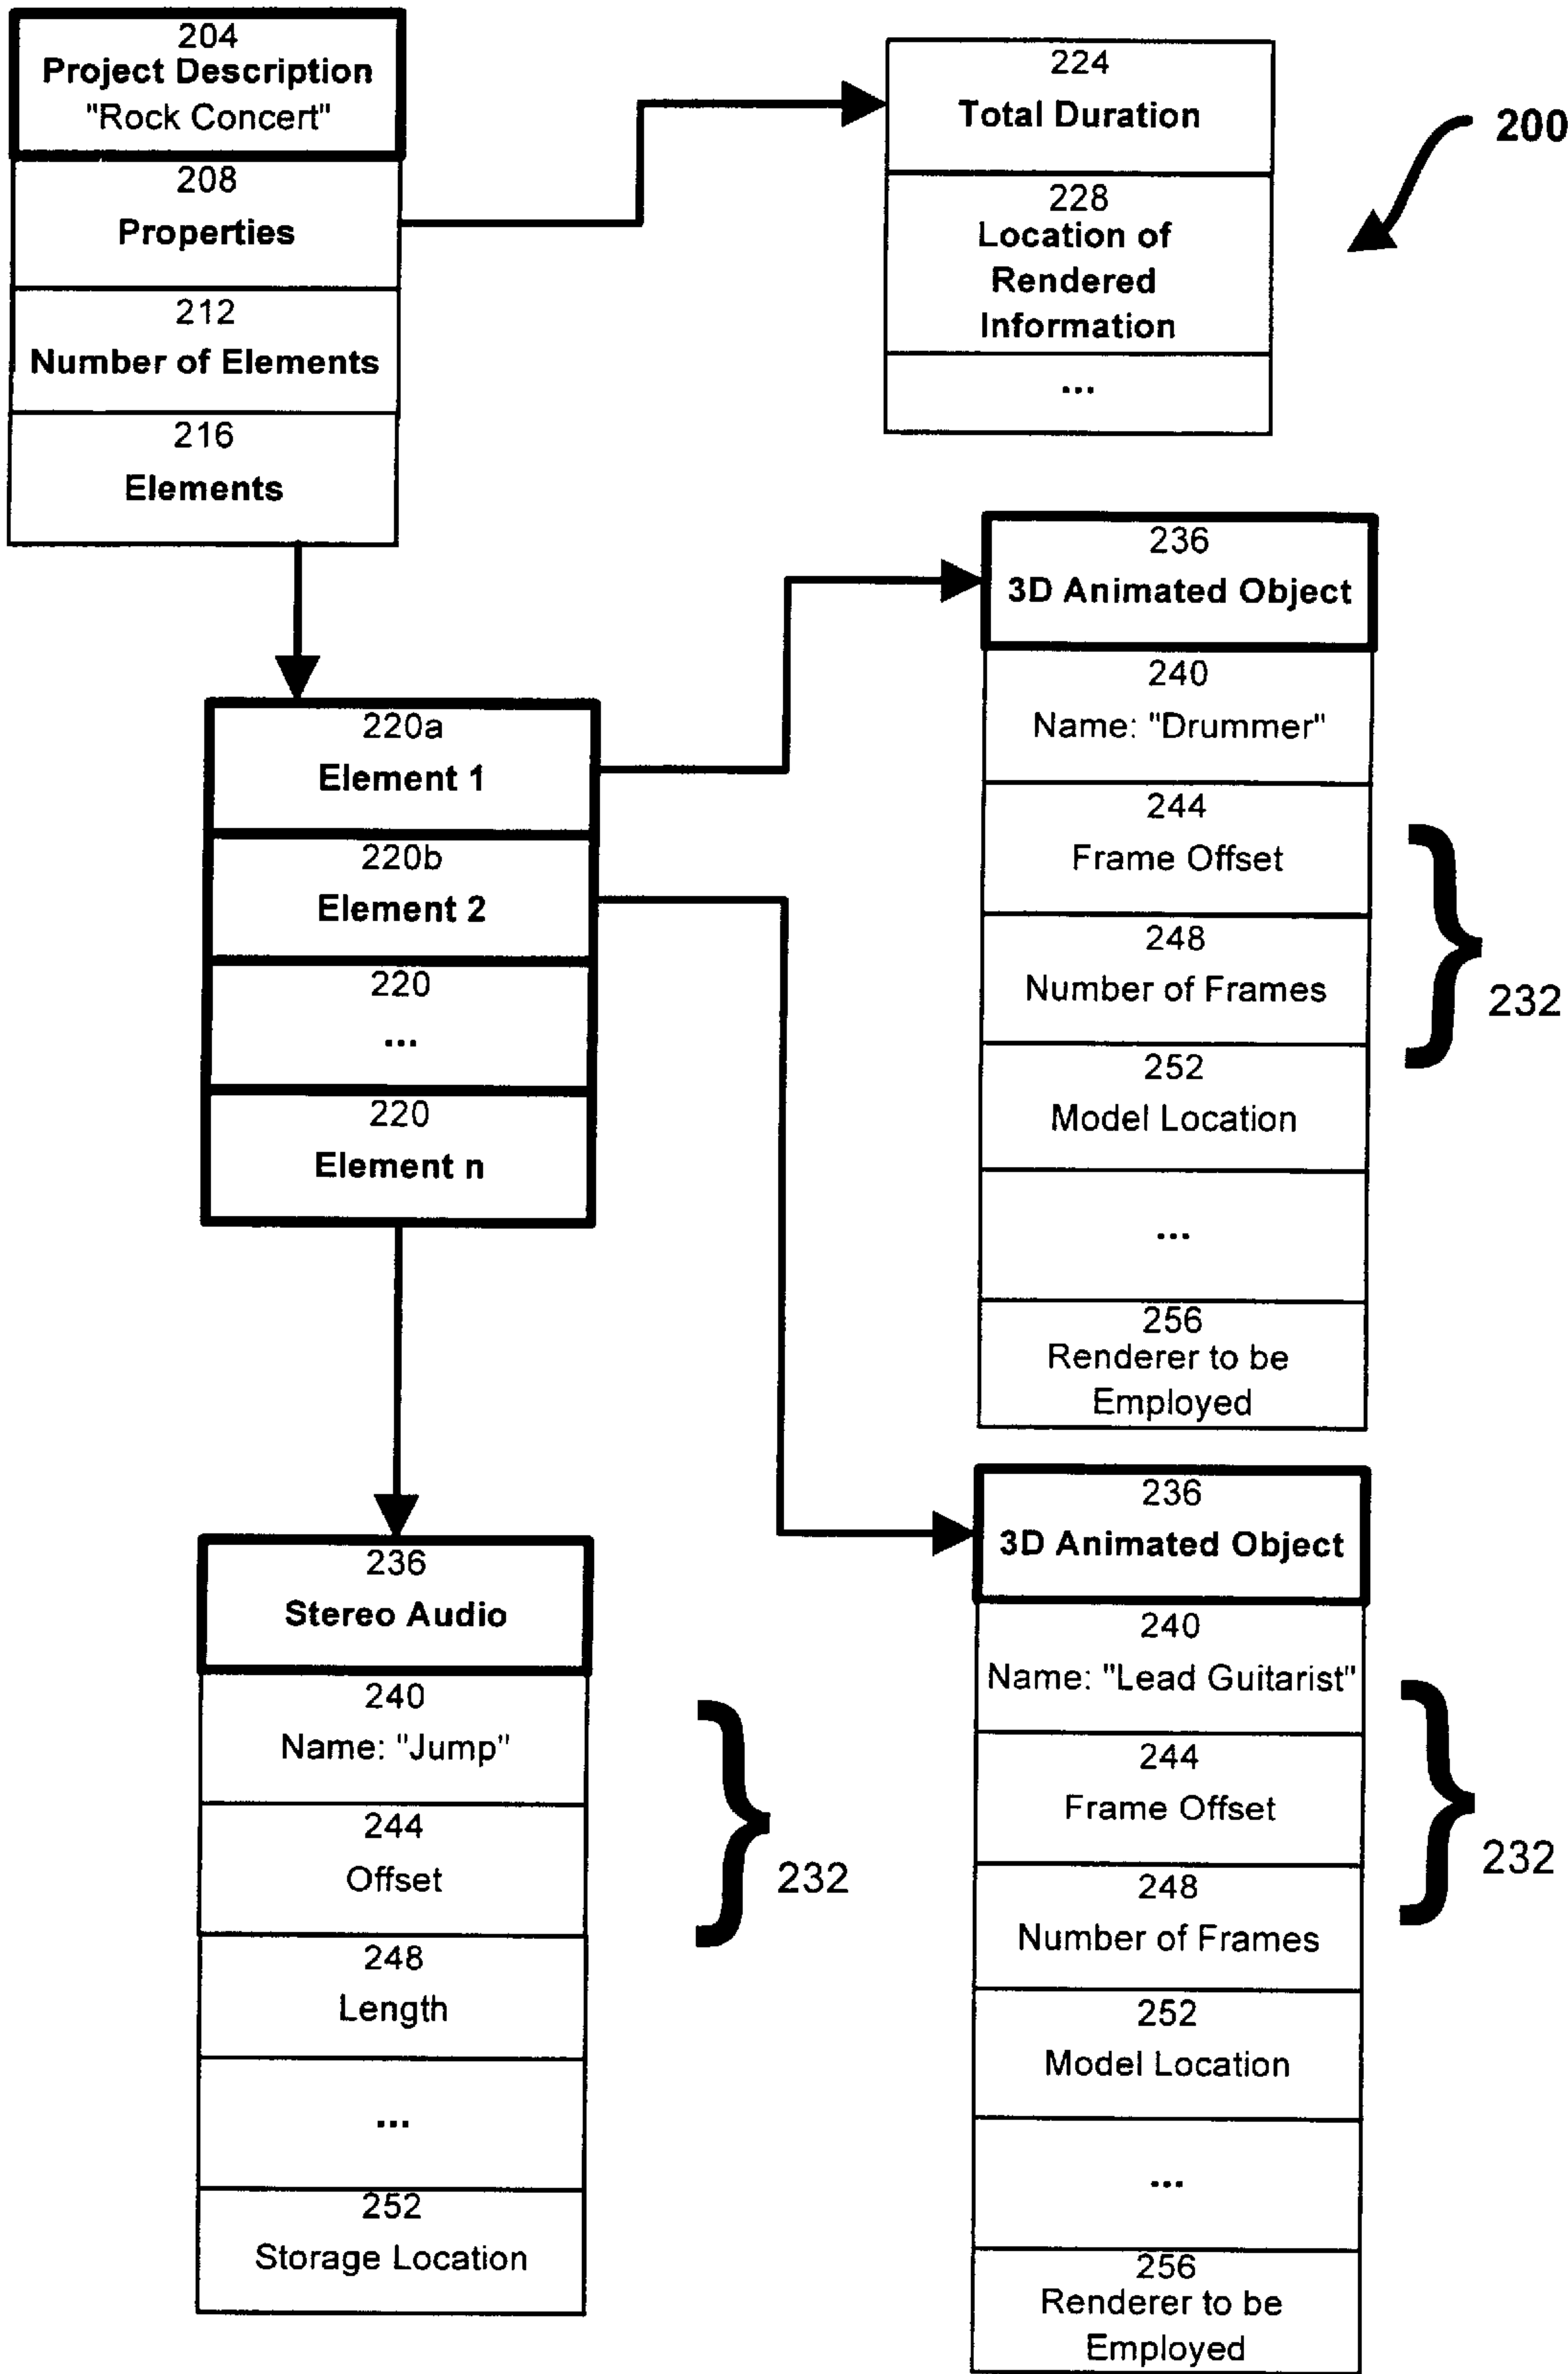 204
Project Description
"Rock Concert"
208
Properties
212
Number of Elements
216
Elements
224
Total Duration
228
Location of
Rendered
Information
...
200
220a
Element 1
220b
Element 2
220
...
220
Element n
236
3D Animated Object
240
Name: "Drummer"
244
Frame Offset
248
Number of Frames
252
Model Location
...
256
Renderer to be
Employed
232
236
Stereo Audio
240
Name: "Jump"
244
Offset
248
Length
...
252
Storage Location
232
236
3D Animated Object
240
Name: "Lead Guitarist"
244
Frame Offset
248
Number of Frames
252
Model Location
...
256
Renderer to be
Employed
232